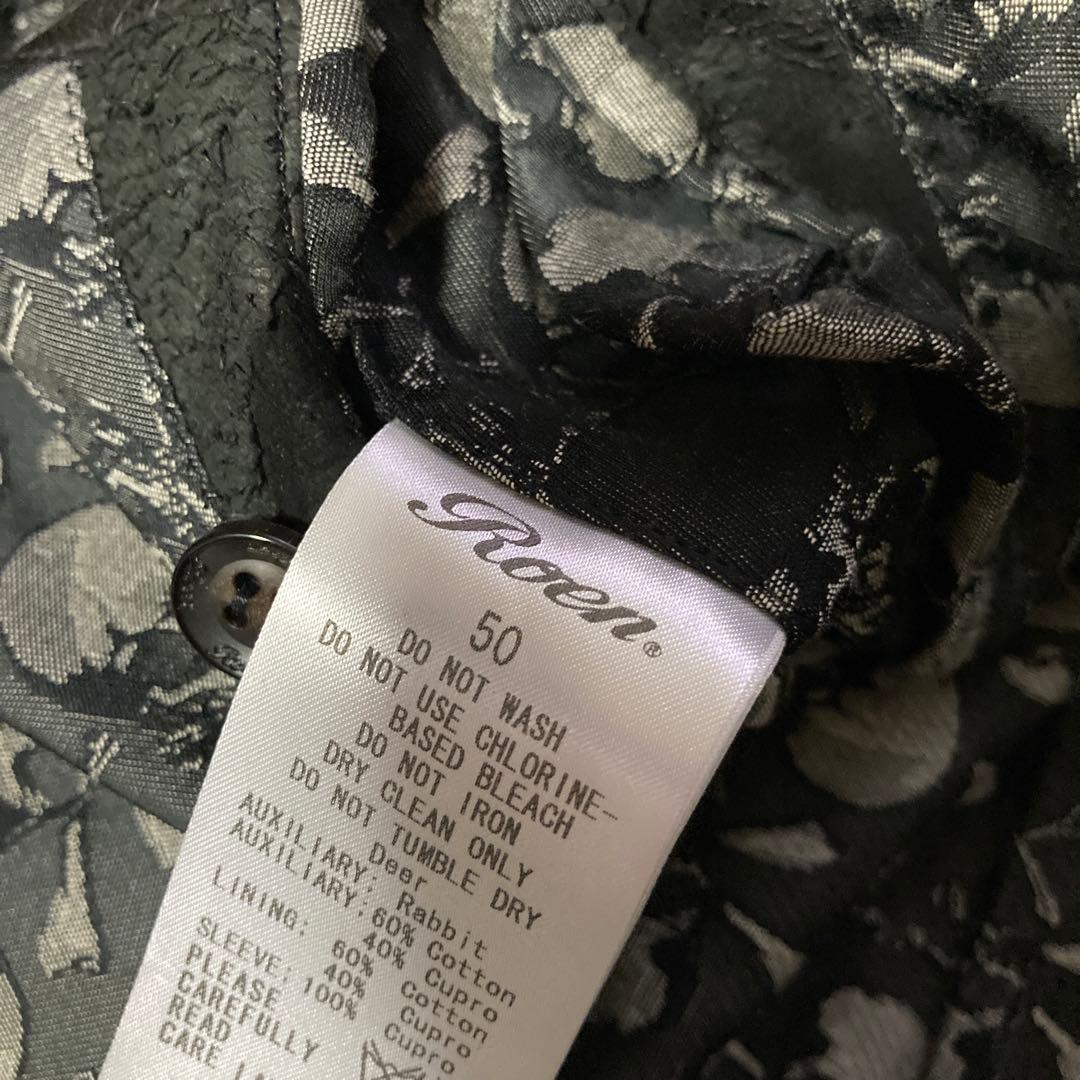 Roen®
50
DO NOT WASH
DO NOT USE CHLORINE-
BASED BLEACH
DO NOT IRON
DRY CLEAN ONLY
DO NOT TUMBLE DRY
AUXILIARY: Rabbit
Deer
AUXILIARY: 60% Cotton
40% Cupro
LINING: 60% Cotton
40% Cupro
SLEEVE: 100% Cupro
PLEASE
CAREFULLY
READ
CARE